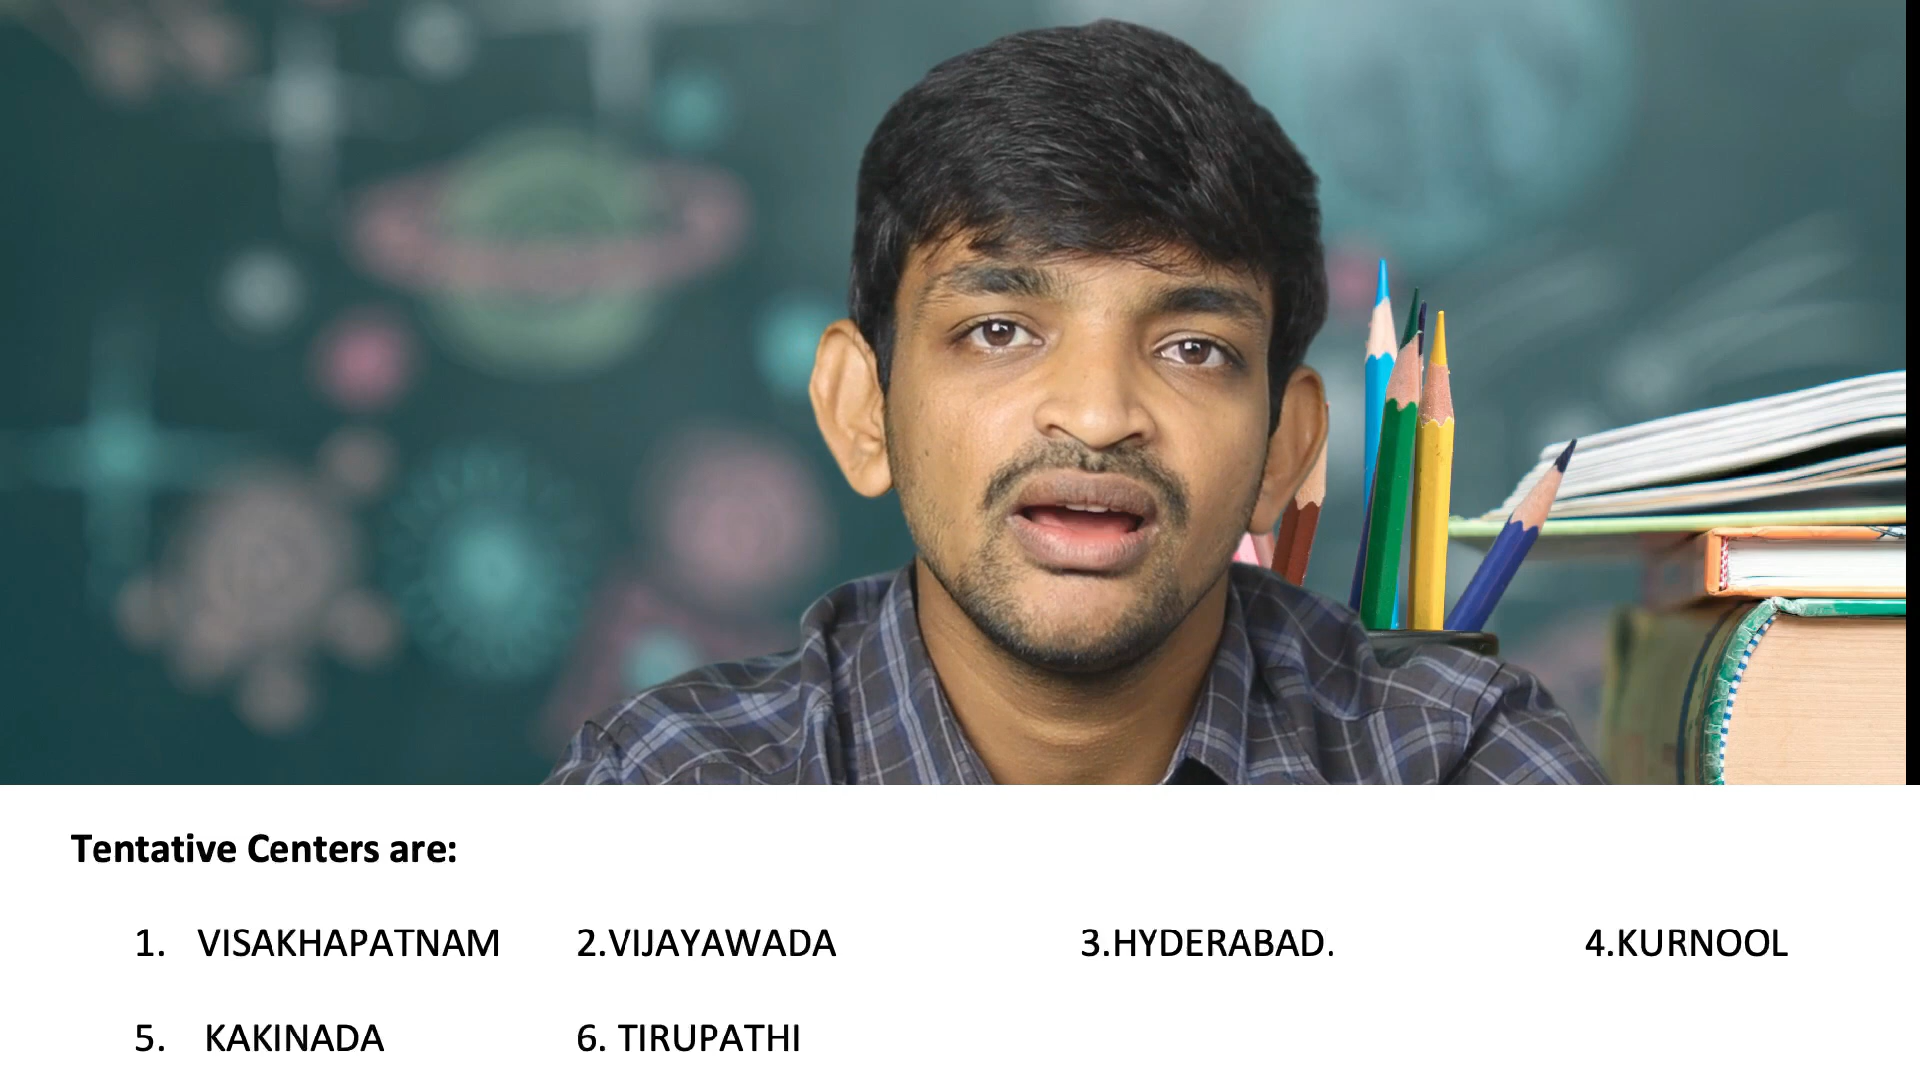 Tentative Centers are:
1. VISAKHAPATNAM 2.VIJAYAWADA 3.HYDERABAD. 4.KURNOOL
5. KAKINADA 6. TIRUPATHI